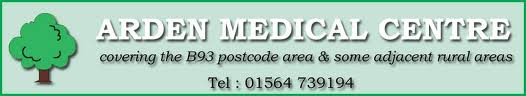 ARDEN MEDICAL CENTRE
covering the B93 postcode area & some adjacent rural areas
Tel : 01564 739194